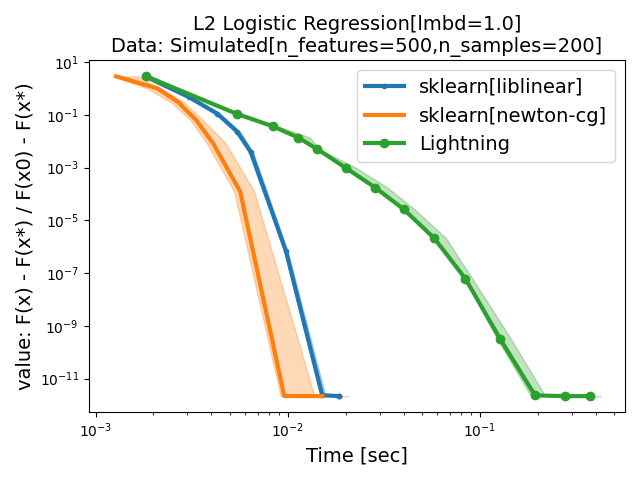 L2 Logistic Regression[lmbd=1.0]
Data: Simulated[n_features=500,n_samples=200]
value: F(x) - F(x*) / F(x0) - F(x*)
10¹
10⁻¹
10⁻³
10⁻⁵
10⁻⁷
10⁻⁹
10⁻¹¹
sklearn[liblinear]
sklearn[newton-cg]
Lightning
10⁻³
10⁻²
10⁻¹
Time [sec]